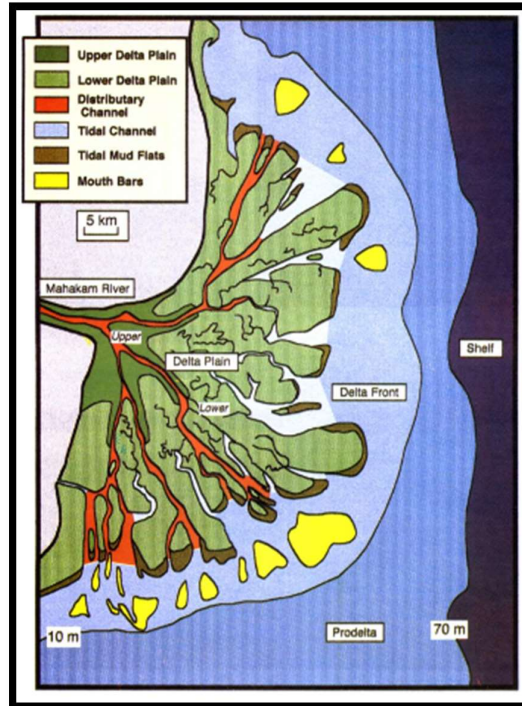 Upper Delta Plain
Lower Delta Plain
Distributary
Channel
Tidal Channel
Tidal Mud Flats
Mouth Bars
5 km
Mahakam River
Upper
Delta Plain
Shelf
Delta Front
Lower
10 m
70 m
Prodelta